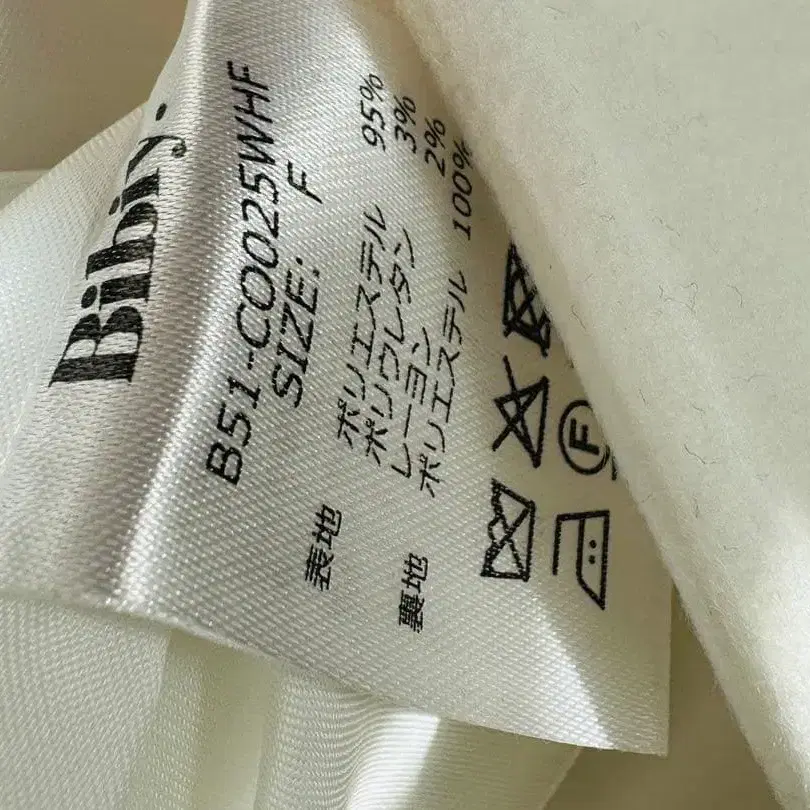 Bibiy.
B51-CO025WHF
SIZE: F
表地 ポリエステル 95%
ポリウレタン 3%
レーヨン 2%
裏地 ポリエステル 100%
F